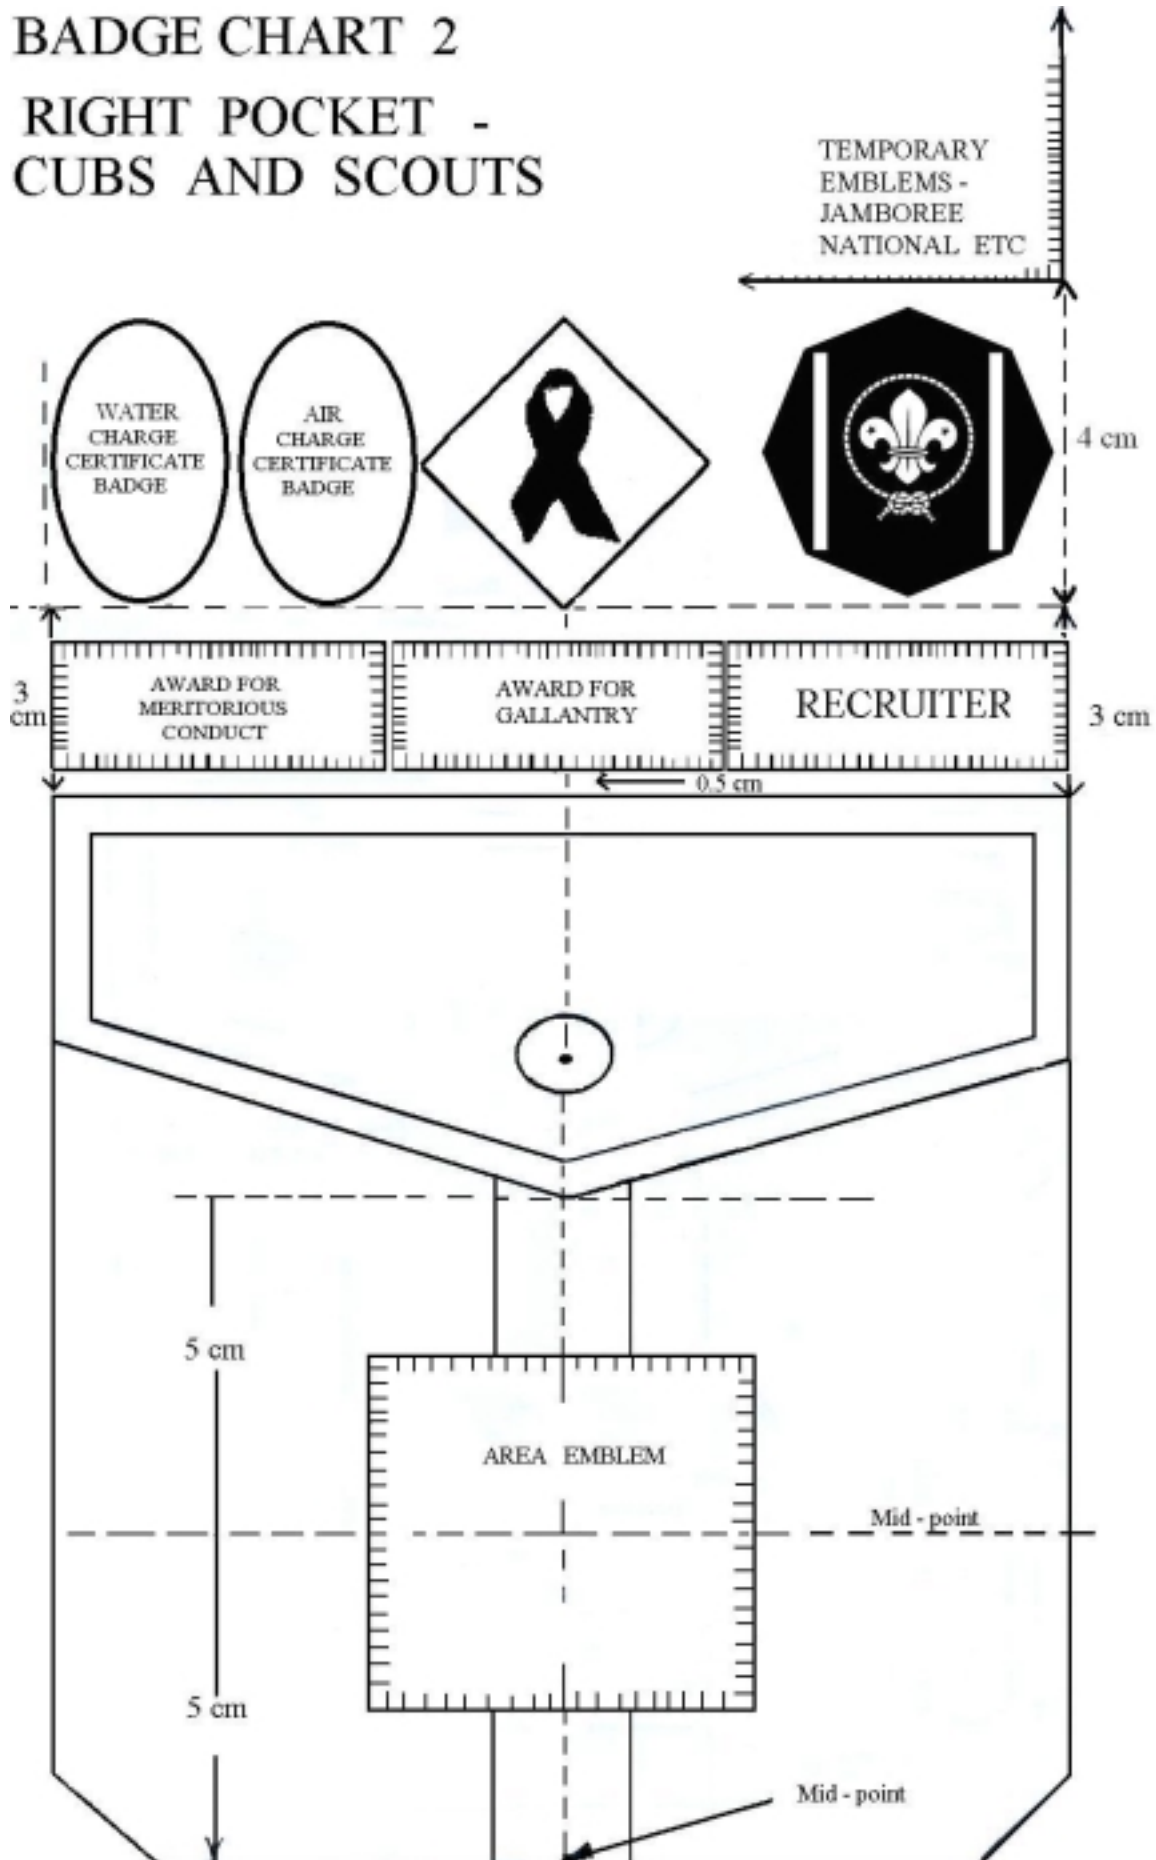 BADGE CHART 2
RIGHT POCKET -
CUBS AND SCOUTS
TEMPORARY
EMBLEMS -
JAMBOREE
NATIONAL ETC
WATER
CHARGE
CERTIFICATE
BADGE
AIR
CHARGE
CERTIFICATE
BADGE
4 cm
3
cm
AWARD FOR
MERITORIOUS
CONDUCT
AWARD FOR
GALLANTRY
RECRUITER
3 cm
0.5 cm
5 cm
AREA EMBLEM
Mid - point
5 cm
Mid - point